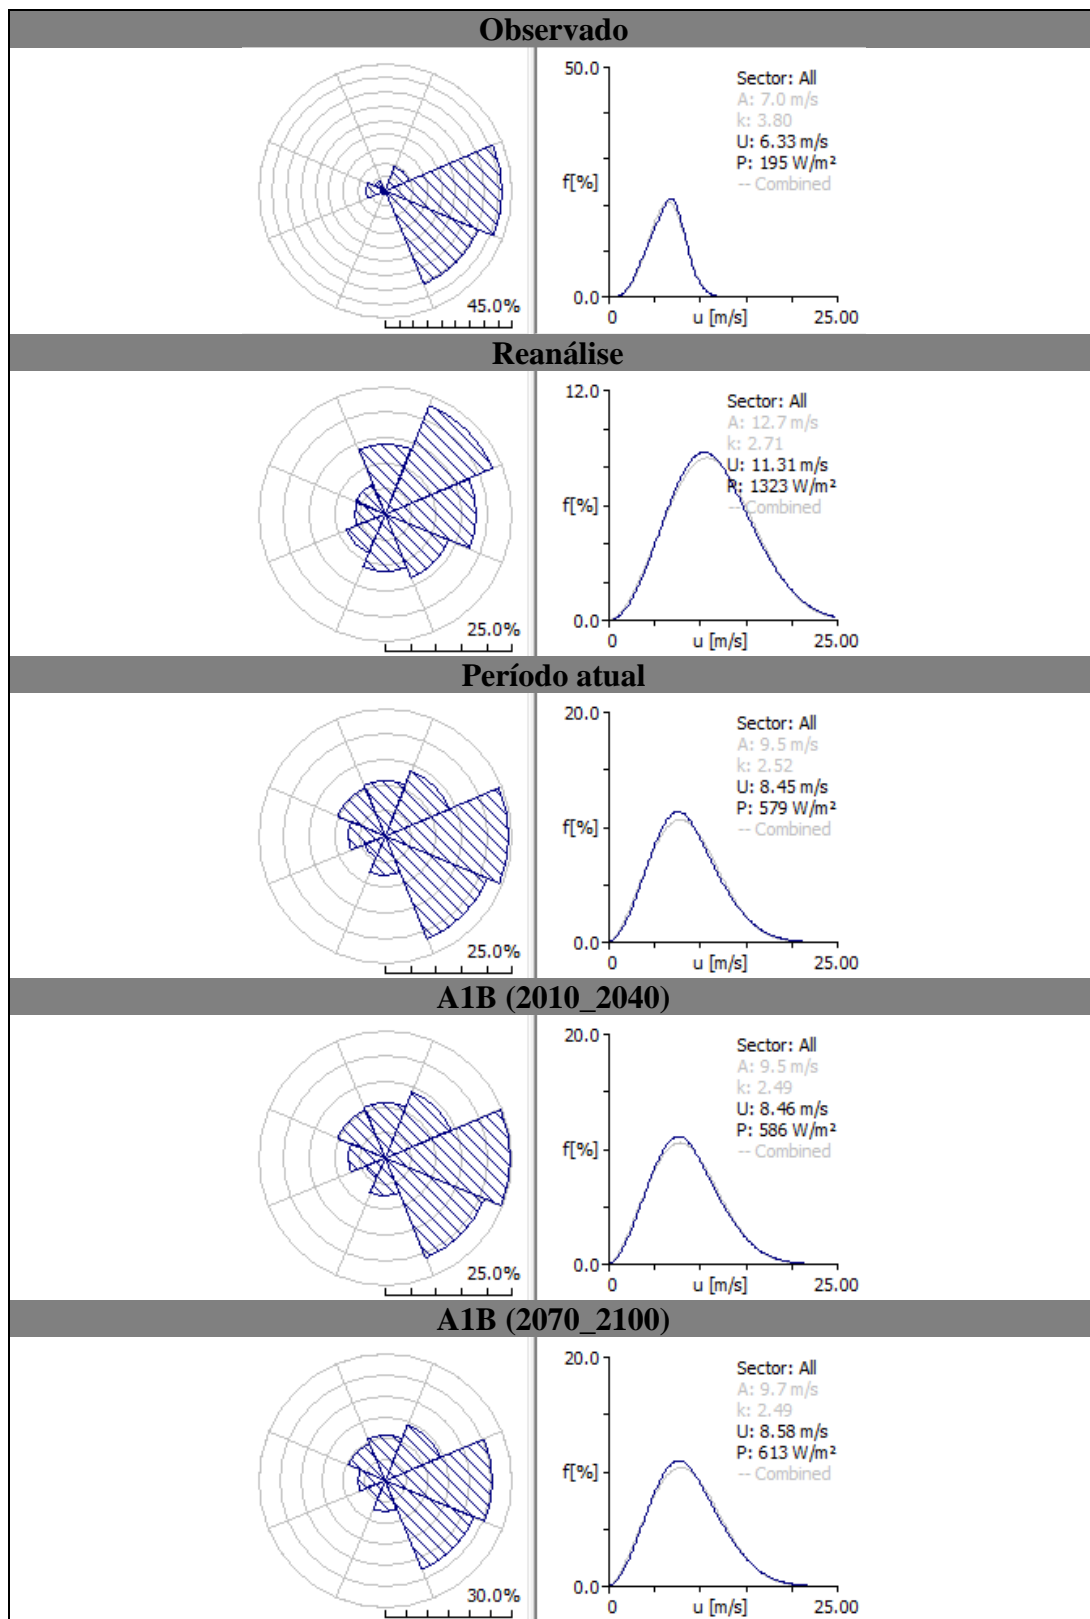 Observado
45.0%
50.0
f[%]
0.0
0
u [m/s]
25.00
Sector: All
A: 7.0 m/s
k: 3.80
U: 6.33 m/s
P: 195 W/m²
-- Combined
Reanálise
25.0%
12.0
f[%]
0.0
0
u [m/s]
25.00
Sector: All
A: 12.7 m/s
k: 2.71
U: 11.31 m/s
P: 1323 W/m²
-- Combined
Período atual
25.0%
20.0
f[%]
0.0
0
u [m/s]
25.00
Sector: All
A: 9.5 m/s
k: 2.52
U: 8.45 m/s
P: 579 W/m²
-- Combined
A1B (2010_2040)
25.0%
20.0
f[%]
0.0
0
u [m/s]
25.00
Sector: All
A: 9.5 m/s
k: 2.49
U: 8.46 m/s
P: 586 W/m²
-- Combined
A1B (2070_2100)
30.0%
20.0
f[%]
0.0
0
u [m/s]
25.00
Sector: All
A: 9.7 m/s
k: 2.49
U: 8.58 m/s
P: 613 W/m²
-- Combined